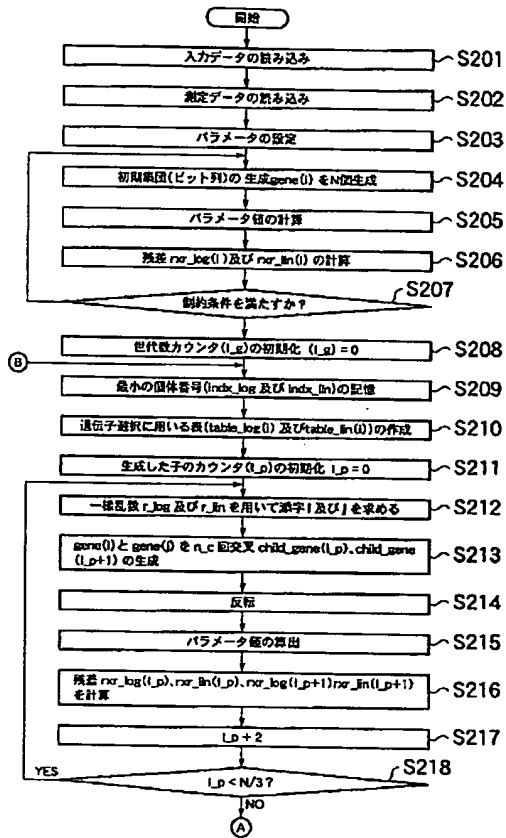 開始
入力データの読み込み
S201
測定データの読み込み
S202
パラメータの設定
S203
初期集団(ビット列)の 生成gene(i) をN個生成
S204
パラメータ値の計算
S205
残差 rxr_log(i)及び rxr_lin(i) の計算
S206
制約条件を満たすか?
S207
世代数カウンタ(i_g)の初期化 (i_g) = 0
S208
B
最小の個体番号(indx_log 及び indx_lin)の記憶
S209
遺伝子選択に用いる表(table_log(i) 及びtable_lin(i))の作成
S210
生成した子のカウンタ(i_p)の初期化 i_p = 0
S211
一様乱数 r_log 及び r_lin を用いて添字 i 及び j を求める
S212
gene(i)と gene(j) を n_c 回交叉 child_gene(i_p)、child_gene
(i_p+1) の生成
S213
反転
S214
パラメータ値の算出
S215
残差 rxr_log(i_p)、rxr_lin(i_p)、rxr_log(i_p+1)rxr_lin(i_p+1)
を計算
S216
i_p + 2
S217
YES
i_p < N/3?
S218
NO
A